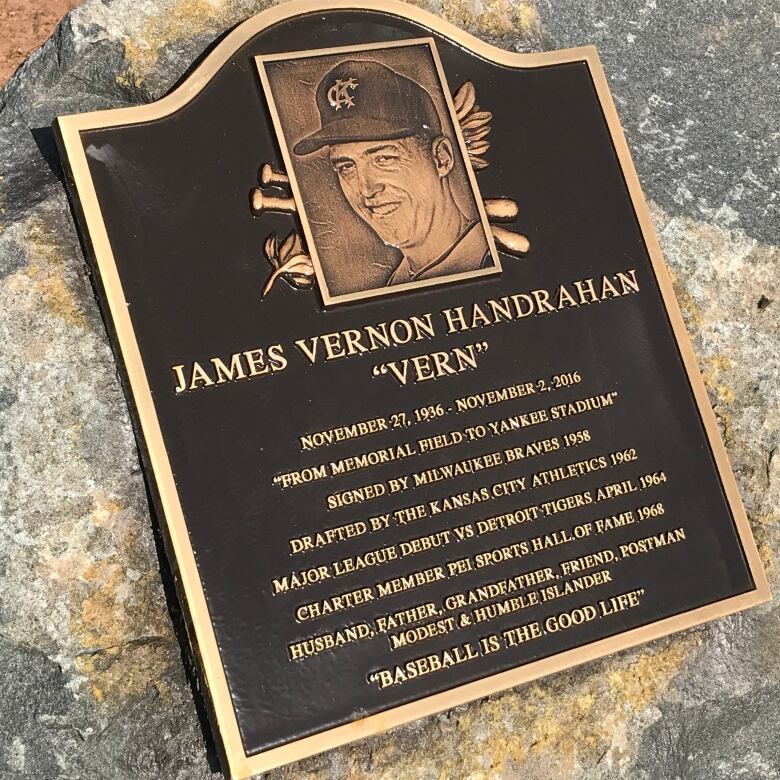 KC
JAMES VERNON HANDRAHAN
"VERN"
NOVEMBER 27, 1936 - NOVEMBER 2, 2016
"FROM MEMORIAL FIELD TO YANKEE STADIUM"
SIGNED BY MILWAUKEE BRAVES 1958
DRAFTED BY THE KANSAS CITY ATHLETICS 1962
MAJOR LEAGUE DEBUT VS DETROIT TIGERS APRIL 1964
CHARTER MEMBER PEI SPORTS HALL OF FAME 1968
HUSBAND, FATHER, GRANDFATHER, FRIEND, POSTMAN
MODEST & HUMBLE ISLANDER
"BASEBALL IS THE GOOD LIFE"